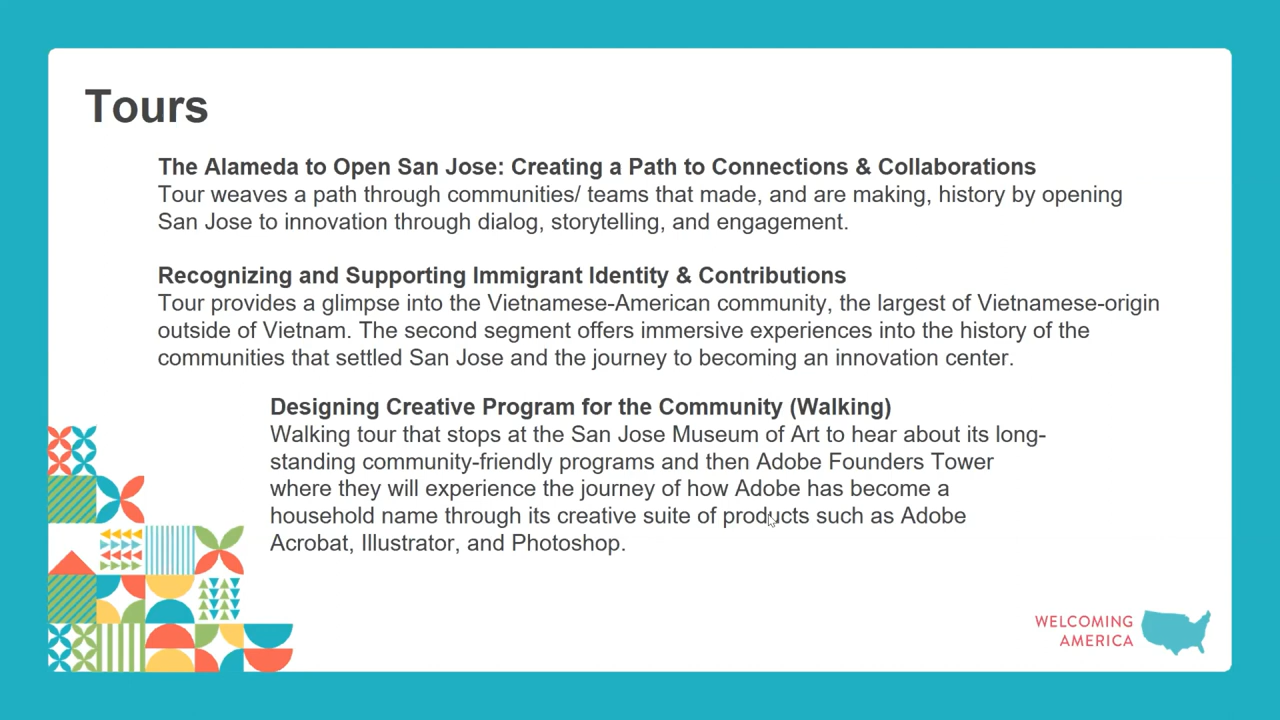 Tours
The Alameda to Open San Jose: Creating a Path to Connections & Collaborations
Tour weaves a path through communities/ teams that made, and are making, history by opening
San Jose to innovation through dialog, storytelling, and engagement.
Recognizing and Supporting Immigrant Identity & Contributions
Tour provides a glimpse into the Vietnamese-American community, the largest of Vietnamese-origin
outside of Vietnam. The second segment offers immersive experiences into the history of the
communities that settled San Jose and the journey to becoming an innovation center.
Designing Creative Program for the Community (Walking)
Walking tour that stops at the San Jose Museum of Art to hear about its long-
standing community-friendly programs and then Adobe Founders Tower
where they will experience the journey of how Adobe has become a
household name through its creative suite of products such as Adobe
Acrobat, Illustrator, and Photoshop.
WELCOMING
AMERICA